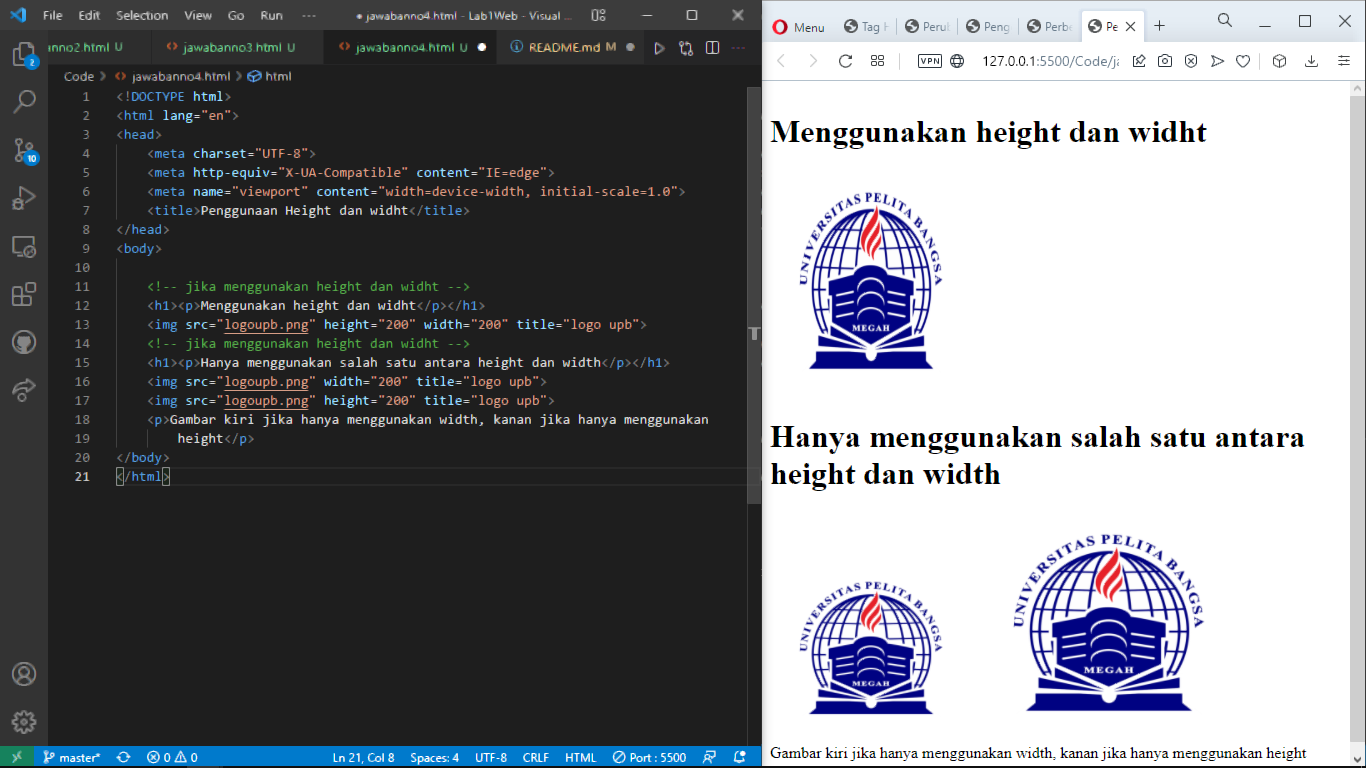 File Edit Selection View Go Run ··· ● jawabanno4.html - Lab1Web - Visual ...
anno2.html U jawabanno3.html U jawabanno4.html U README.md M
Code > jawabanno4.html > html
1 <!DOCTYPE html>
2 <html lang="en">
3 <head>
4 <meta charset="UTF-8">
5 <meta http-equiv="X-UA-Compatible" content="IE=edge">
6 <meta name="viewport" content="width=device-width, initial-scale=1.0">
7 <title>Penggunaan Height dan widht</title>
8 </head>
9 <body>
10
11 <!-- jika menggunakan height dan widht -->
12 <h1><p>Menggunakan height dan widht</p></h1>
13 <img src="logoupb.png" height="200" width="200" title="logo upb">
14 <!-- jika menggunakan height dan widht -->
15 <h1><p>Hanya menggunakan salah satu antara height dan width</p></h1>
16 <img src="logoupb.png" width="200" title="logo upb">
17 <img src="logoupb.png" height="200" title="logo upb">
18 <p>Gambar kiri jika hanya menggunakan width, kanan jika hanya menggunakan
19 height</p>
20 </body>
21 </html>
2
10
master* 0 0 Ln 21, Col 8 Spaces: 4 UTF-8 CRLF HTML Port : 5500
Menu Tag H Perub Peng Perbe Pe
VPN 127.0.0.1:5500/Code/ja
Menggunakan height dan widht
UNIVERSITAS PELITA BANGSA
MEGAH
Hanya menggunakan salah satu antara
height dan width
UNIVERSITAS PELITA BANGSA
MEGAH
UNIVERSITAS PELITA BANGSA
MEGAH
Gambar kiri jika hanya menggunakan width, kanan jika hanya menggunakan height